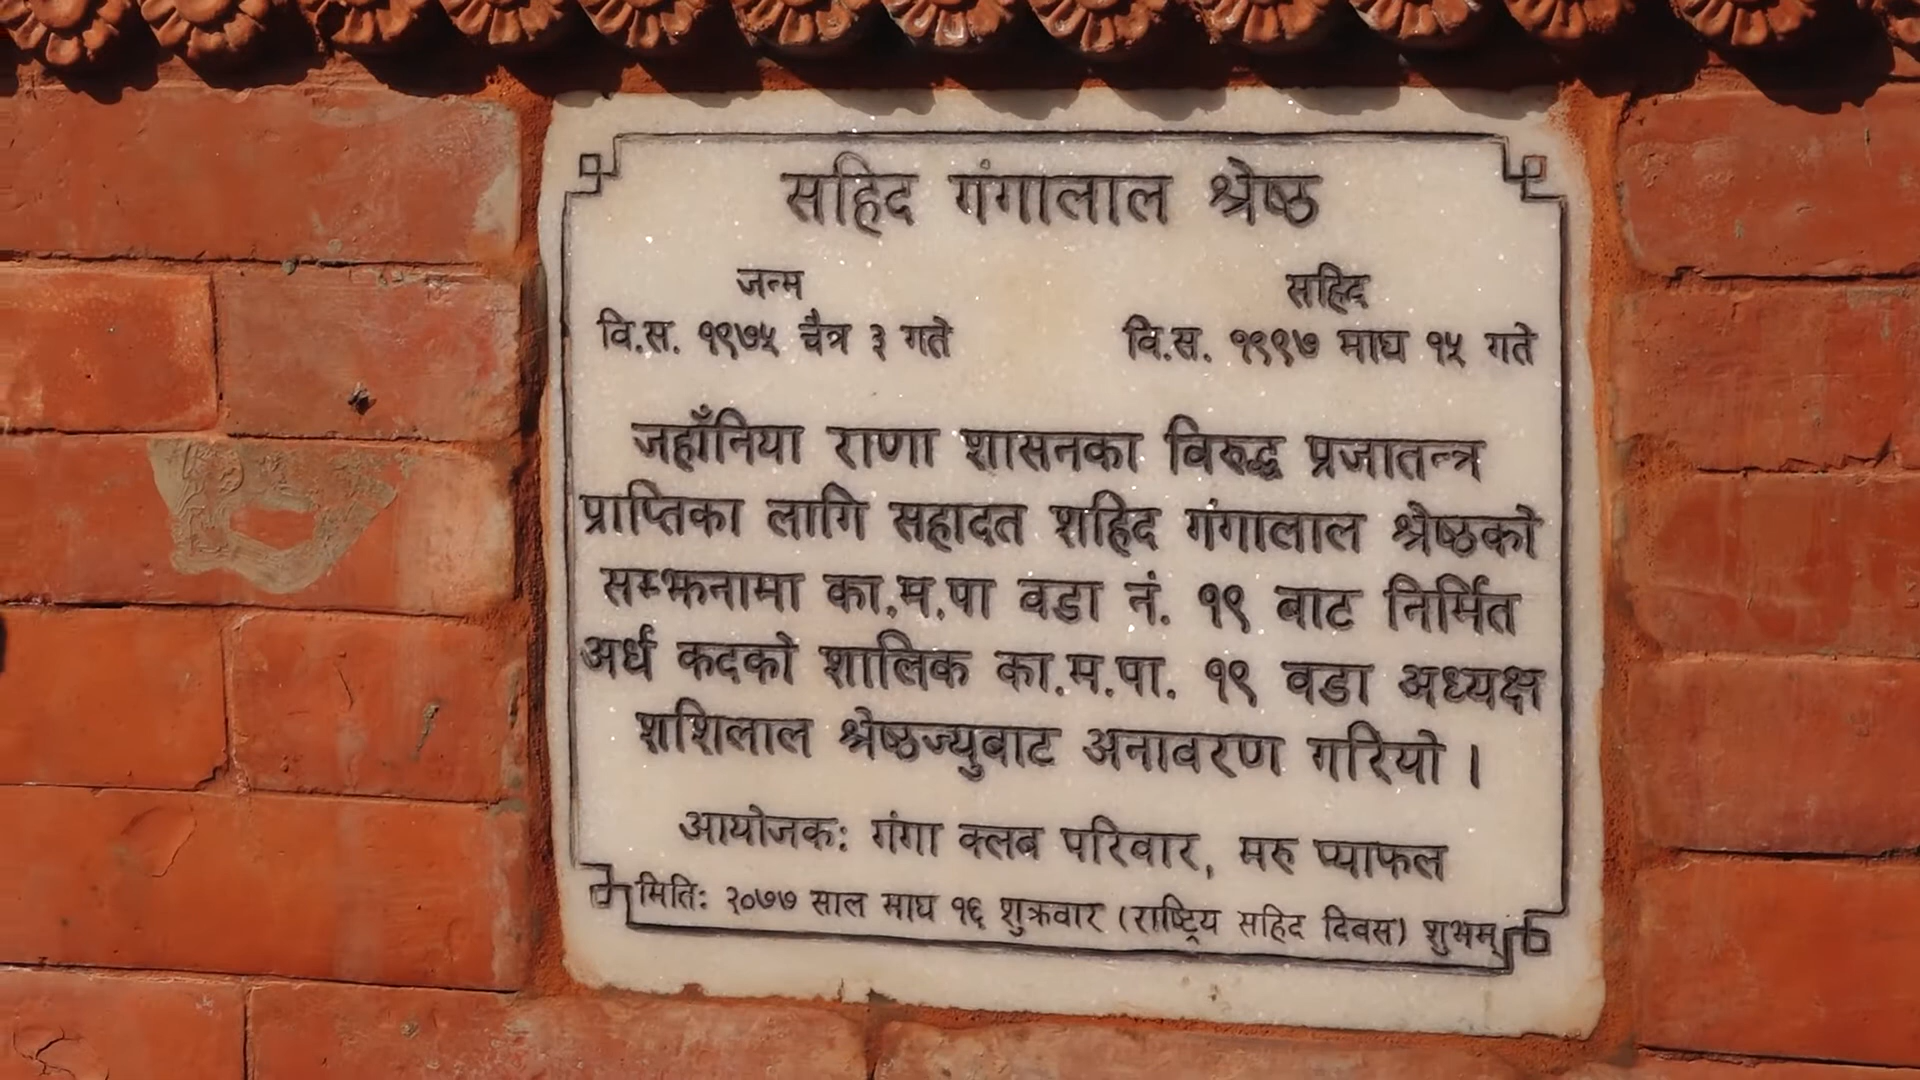 सहिद गंगालाल श्रेष्ठ
जन्म सहिद
वि.स. १९७५ चैत्र ३ गते वि.स. १९९७ माघ १५ गते
जहाँनिया राणा शासनका विरुद्ध प्रजातन्त्र
प्राप्तिका लागि सहादत शहिद गंगालाल श्रेष्ठको
सम्झनामा का.म.पा वडा नं. १९ बाट निर्मित
अर्ध कदको शालिक का.म.पा. १९ वडा अध्यक्ष
शशिलाल श्रेष्ठज्युबाट अनावरण गरियो ।
आयोजकः गंगा क्लब परिवार, मरु प्याफल
मितिः २०७७ साल माघ १६ शुक्रवार (राष्ट्रिय सहिद दिवस) शुभम्